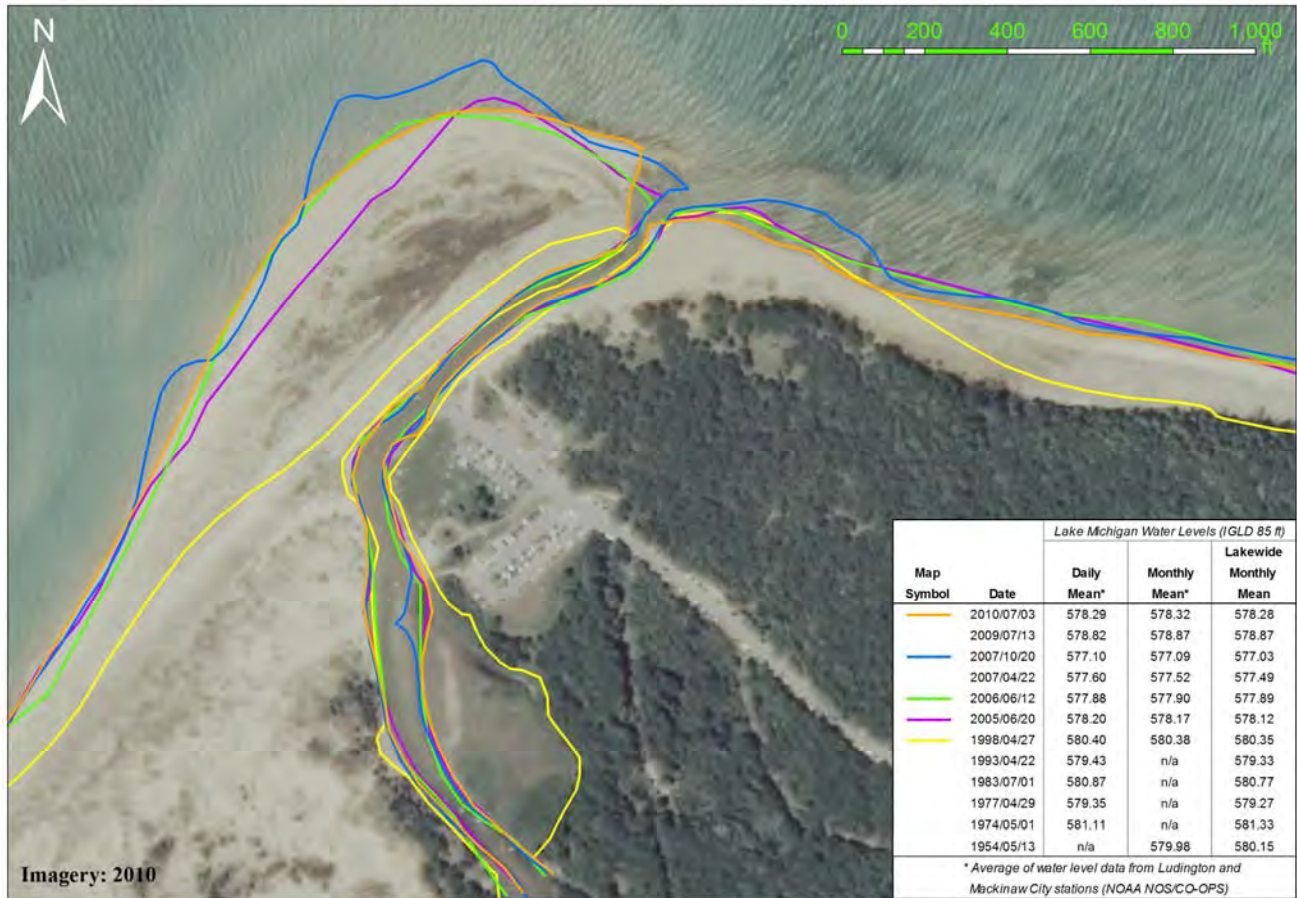 N
0 200 400 600 800 1,000
ft
Lake Michigan Water Levels (IGLD 85 ft)
Map Symbol Date Daily Mean* Monthly Mean* Lakewide Monthly Mean
2010/07/03 578.29 578.32 578.28
2009/07/13 578.82 578.87 578.87
2007/10/20 577.10 577.09 577.03
2007/04/22 577.60 577.52 577.49
2006/06/12 577.88 577.90 577.89
2005/06/20 578.20 578.17 578.12
1998/04/27 580.40 580.38 580.35
1993/04/22 579.43 n/a 579.33
1983/07/01 580.87 n/a 580.77
1977/04/29 579.35 n/a 579.27
1974/05/01 581.11 n/a 581.33
1954/05/13 n/a 579.98 580.15
* Average of water level data from Ludington and
Mackinaw City stations (NOAA NOS/CO-OPS)
Imagery: 2010